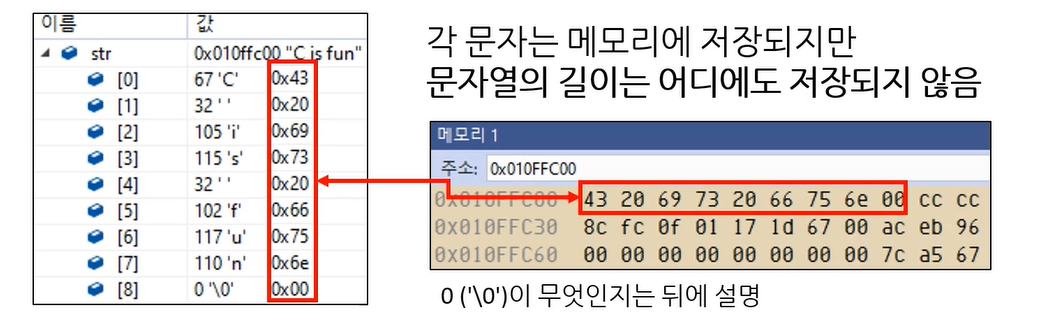 이름 값
str 0x010ffc00 "C is fun"
[0] 67 'C' 0x43
[1] 32 ' ' 0x20
[2] 105 'i' 0x69
[3] 115 's' 0x73
[4] 32 ' ' 0x20
[5] 102 'f' 0x66
[6] 117 'u' 0x75
[7] 110 'n' 0x6e
[8] 0 '\0' 0x00
각 문자는 메모리에 저장되지만
문자열의 길이는 어디에도 저장되지 않음
메모리 1
주소: 0x010FFC00
0x010FFC00 43 20 69 73 20 66 75 6e 00 cc cc
0x010FFC30 8c fc 0f 01 17 1d 67 00 ac eb 96
0x010FFC60 00 00 00 00 00 00 00 00 7c a5 67
0 ('\0')이 무엇인지는 뒤에 설명